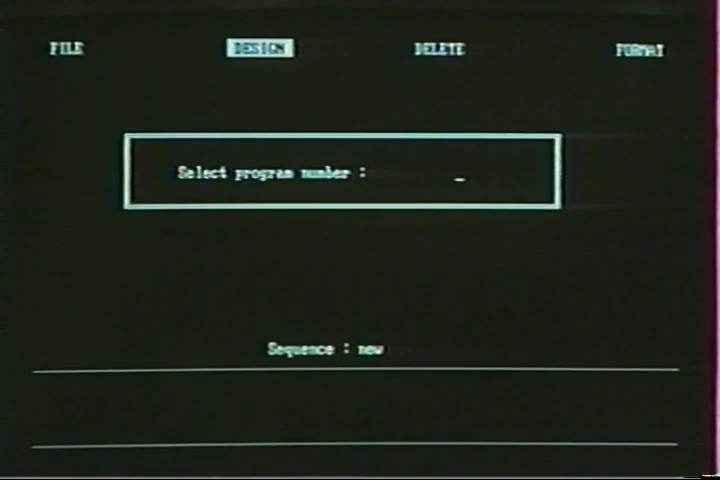 FILE DESIGN DELETE FORMAT
Select program number : _
Sequence : new